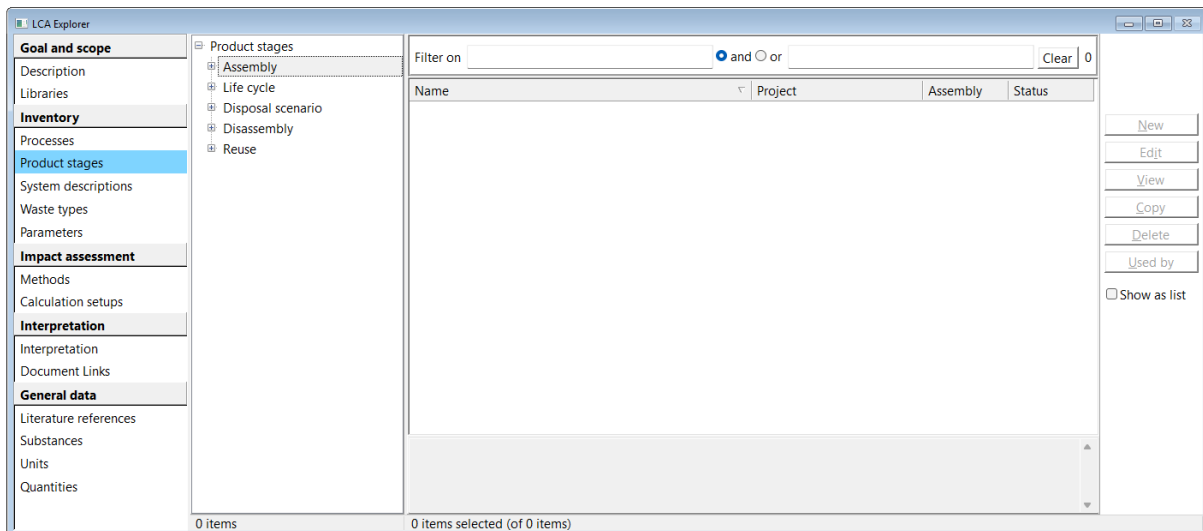 LCA Explorer
Goal and scope
Description
Libraries
Inventory
Processes
Product stages
System descriptions
Waste types
Parameters
Impact assessment
Methods
Calculation setups
Interpretation
Interpretation
Document Links
General data
Literature references
Substances
Units
Quantities
Product stages
Assembly
Life cycle
Disposal scenario
Disassembly
Reuse
0 items
Filter on and or Clear 0
Name Project Assembly Status
0 items selected (of 0 items)
New
Edit
View
Copy
Delete
Used by
Show as list